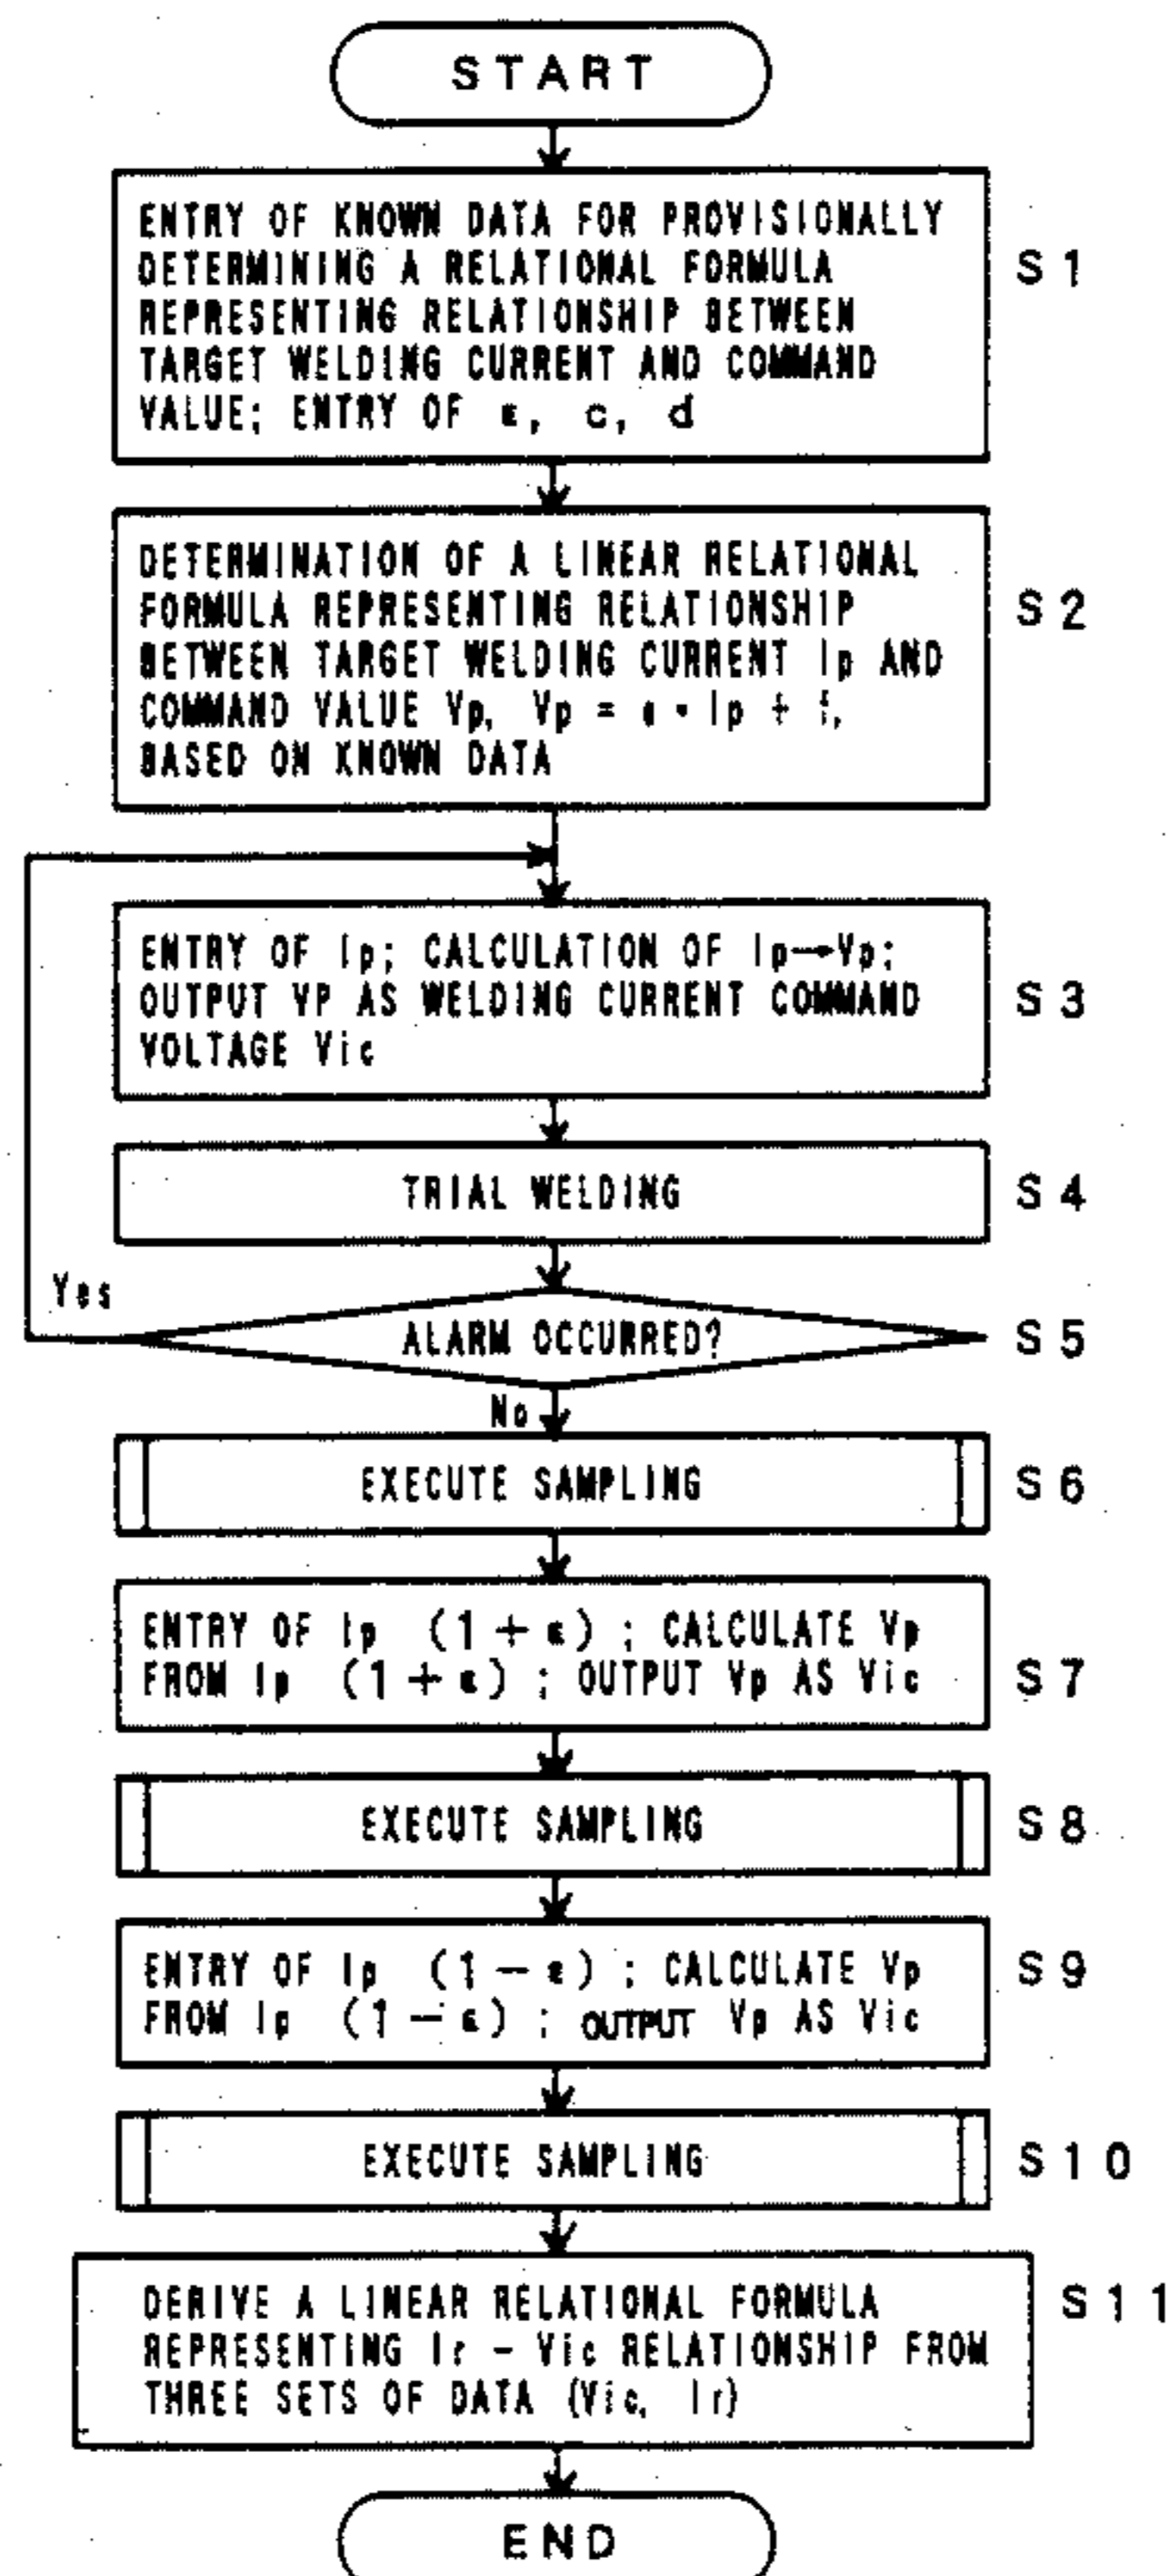 START
ENTRY OF KNOWN DATA FOR PROVISIONALLY
DETERMINING A RELATIONAL FORMULA
REPRESENTING RELATIONSHIP BETWEEN
TARGET WELDING CURRENT AND COMMAND
VALUE; ENTRY OF ε, c, d
S1
DETERMINATION OF A LINEAR RELATIONAL
FORMULA REPRESENTING RELATIONSHIP
BETWEEN TARGET WELDING CURRENT Ip AND
COMMAND VALUE Vp, Vp = e • Ip + f,
BASED ON KNOWN DATA
S2
ENTRY OF Ip; CALCULATION OF Ip→Vp;
OUTPUT VP AS WELDING CURRENT COMMAND
VOLTAGE Vic
S3
TRIAL WELDING
S4
Yes
ALARM OCCURRED?
S5
No
EXECUTE SAMPLING
S6
ENTRY OF Ip (1 + ε) ; CALCULATE Vp
FROM Ip (1 + ε) ; OUTPUT Vp AS Vic
S7
EXECUTE SAMPLING
S8
ENTRY OF Ip (1 − ε) ; CALCULATE Vp
FROM Ip (1 − ε) ; OUTPUT Vp AS Vic
S9
EXECUTE SAMPLING
S10
DERIVE A LINEAR RELATIONAL FORMULA
REPRESENTING Ir − Vic RELATIONSHIP FROM
THREE SETS OF DATA (Vic, Ir)
S11
END